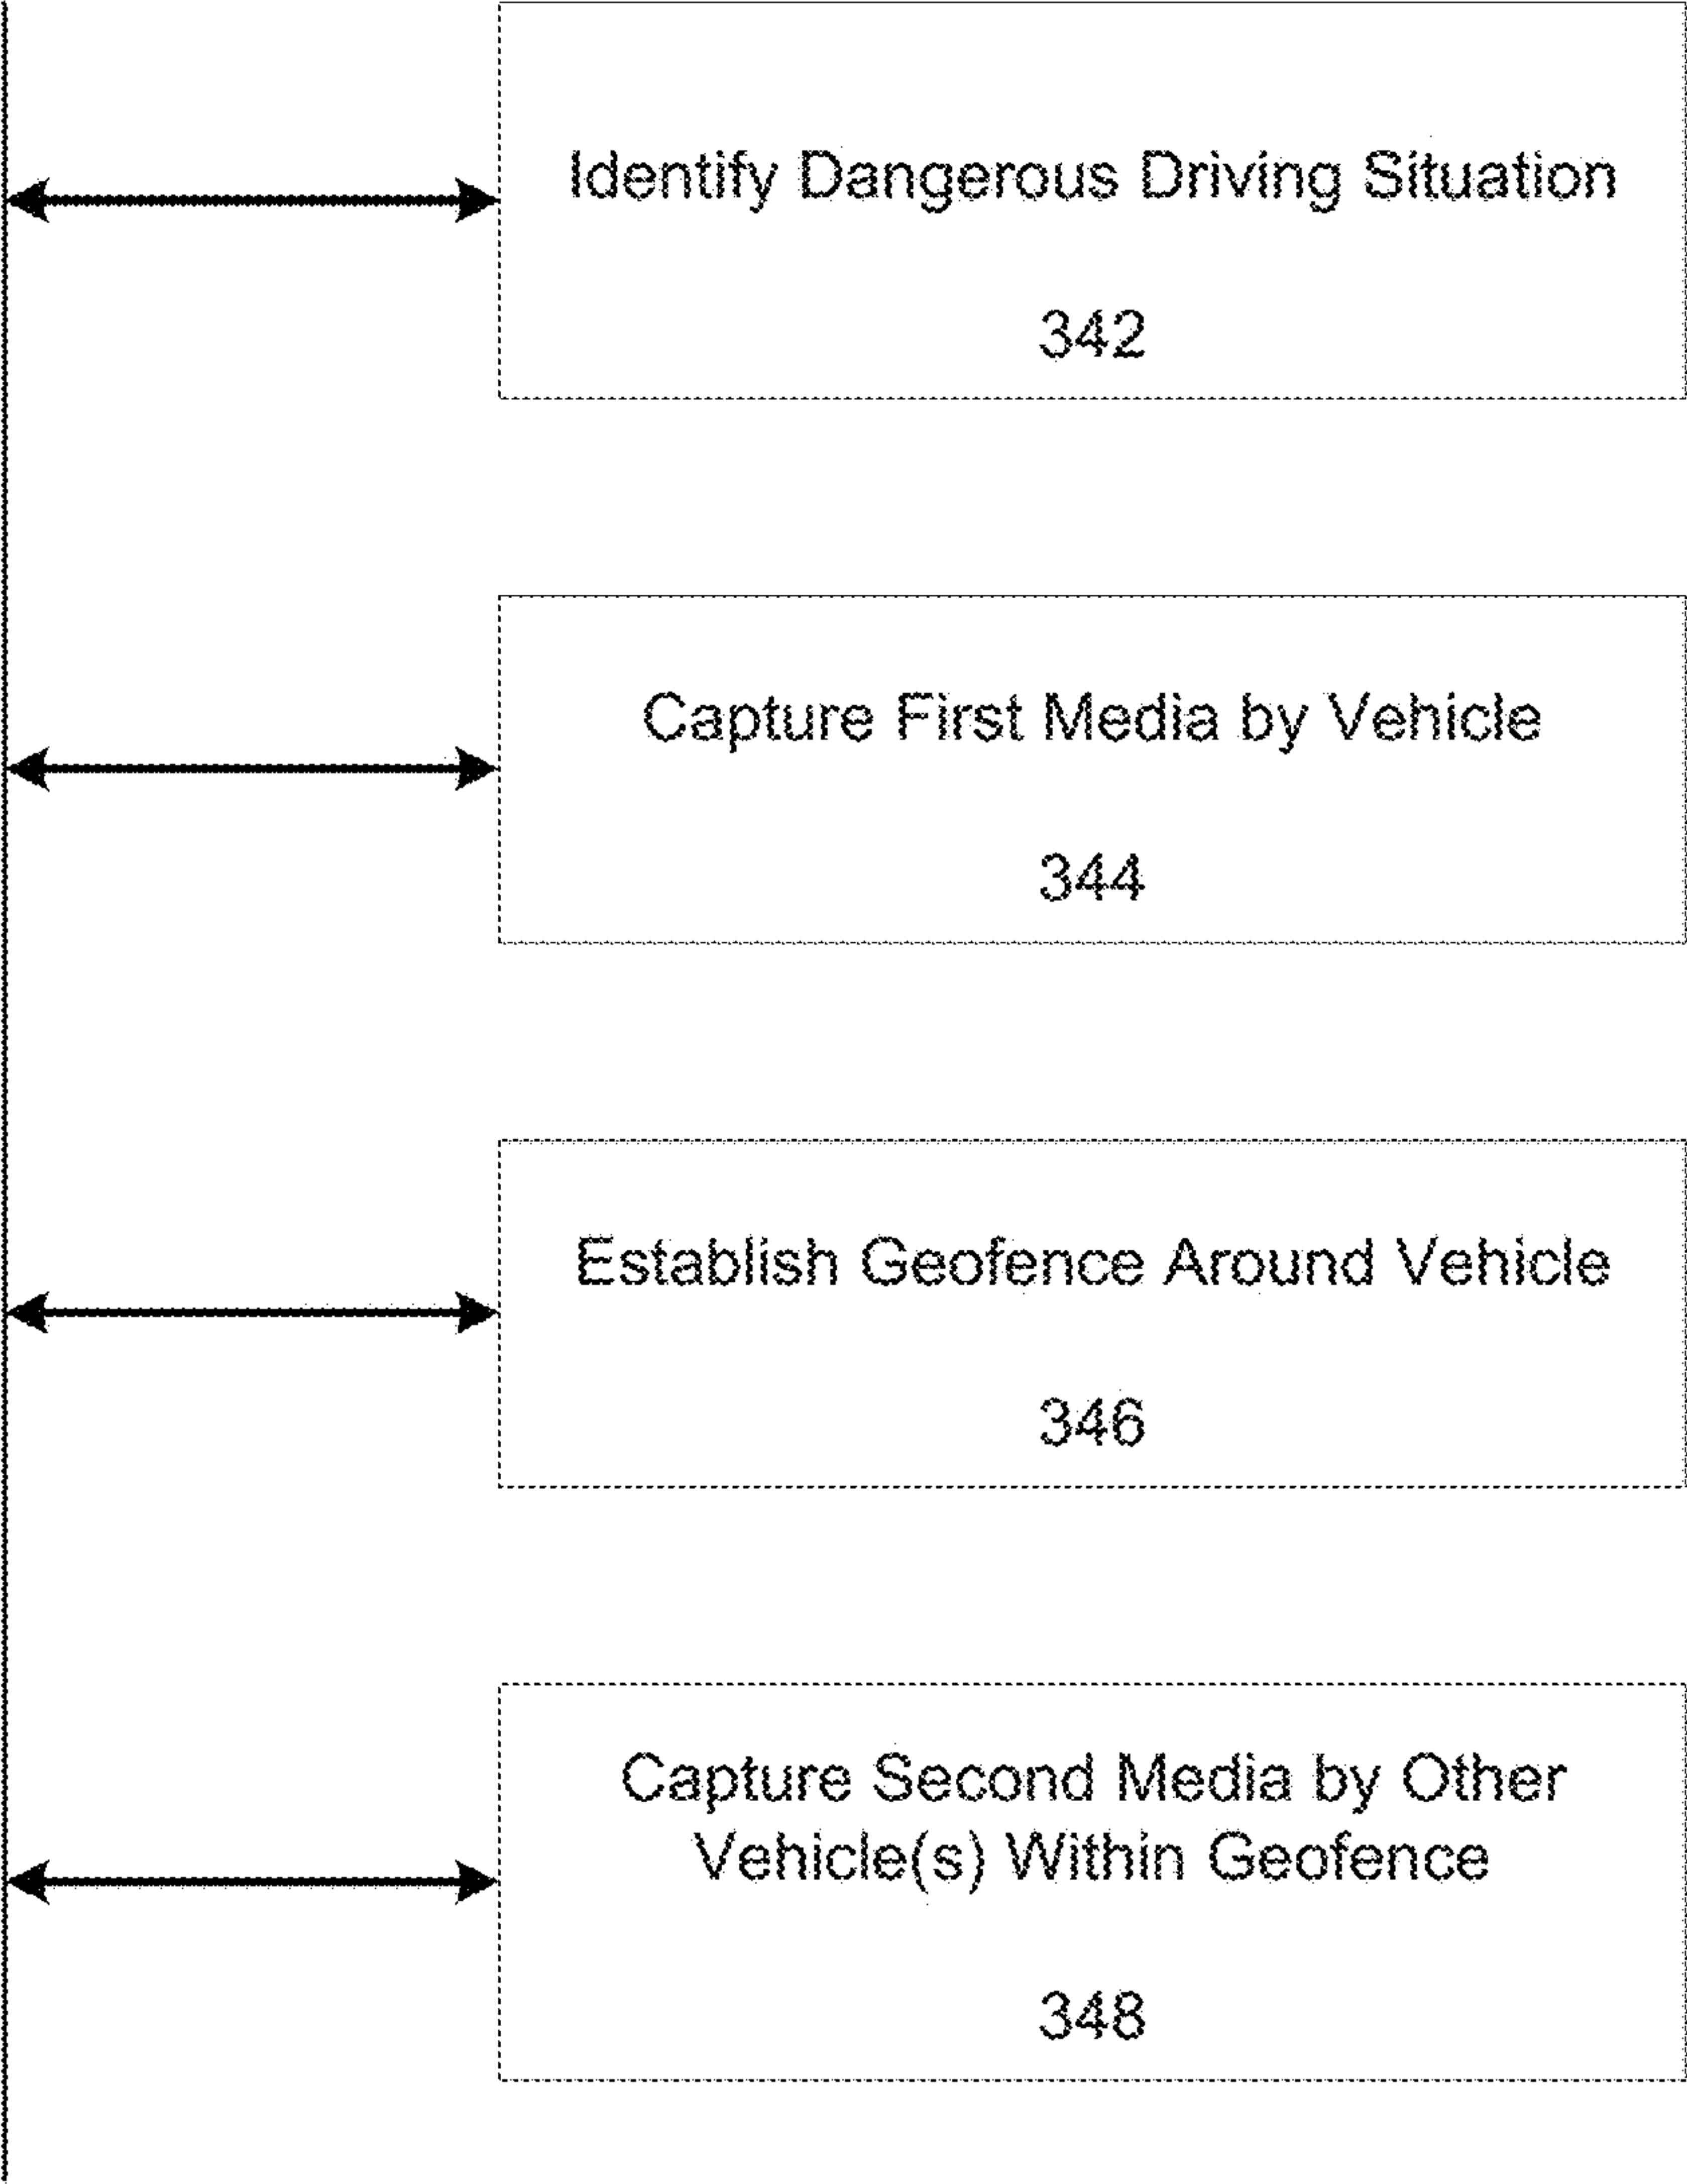 Identify Dangerous Driving Situation
342
Capture First Media by Vehicle
344
Establish Geofence Around Vehicle
346
Capture Second Media by Other
Vehicle(s) Within Geofence
348